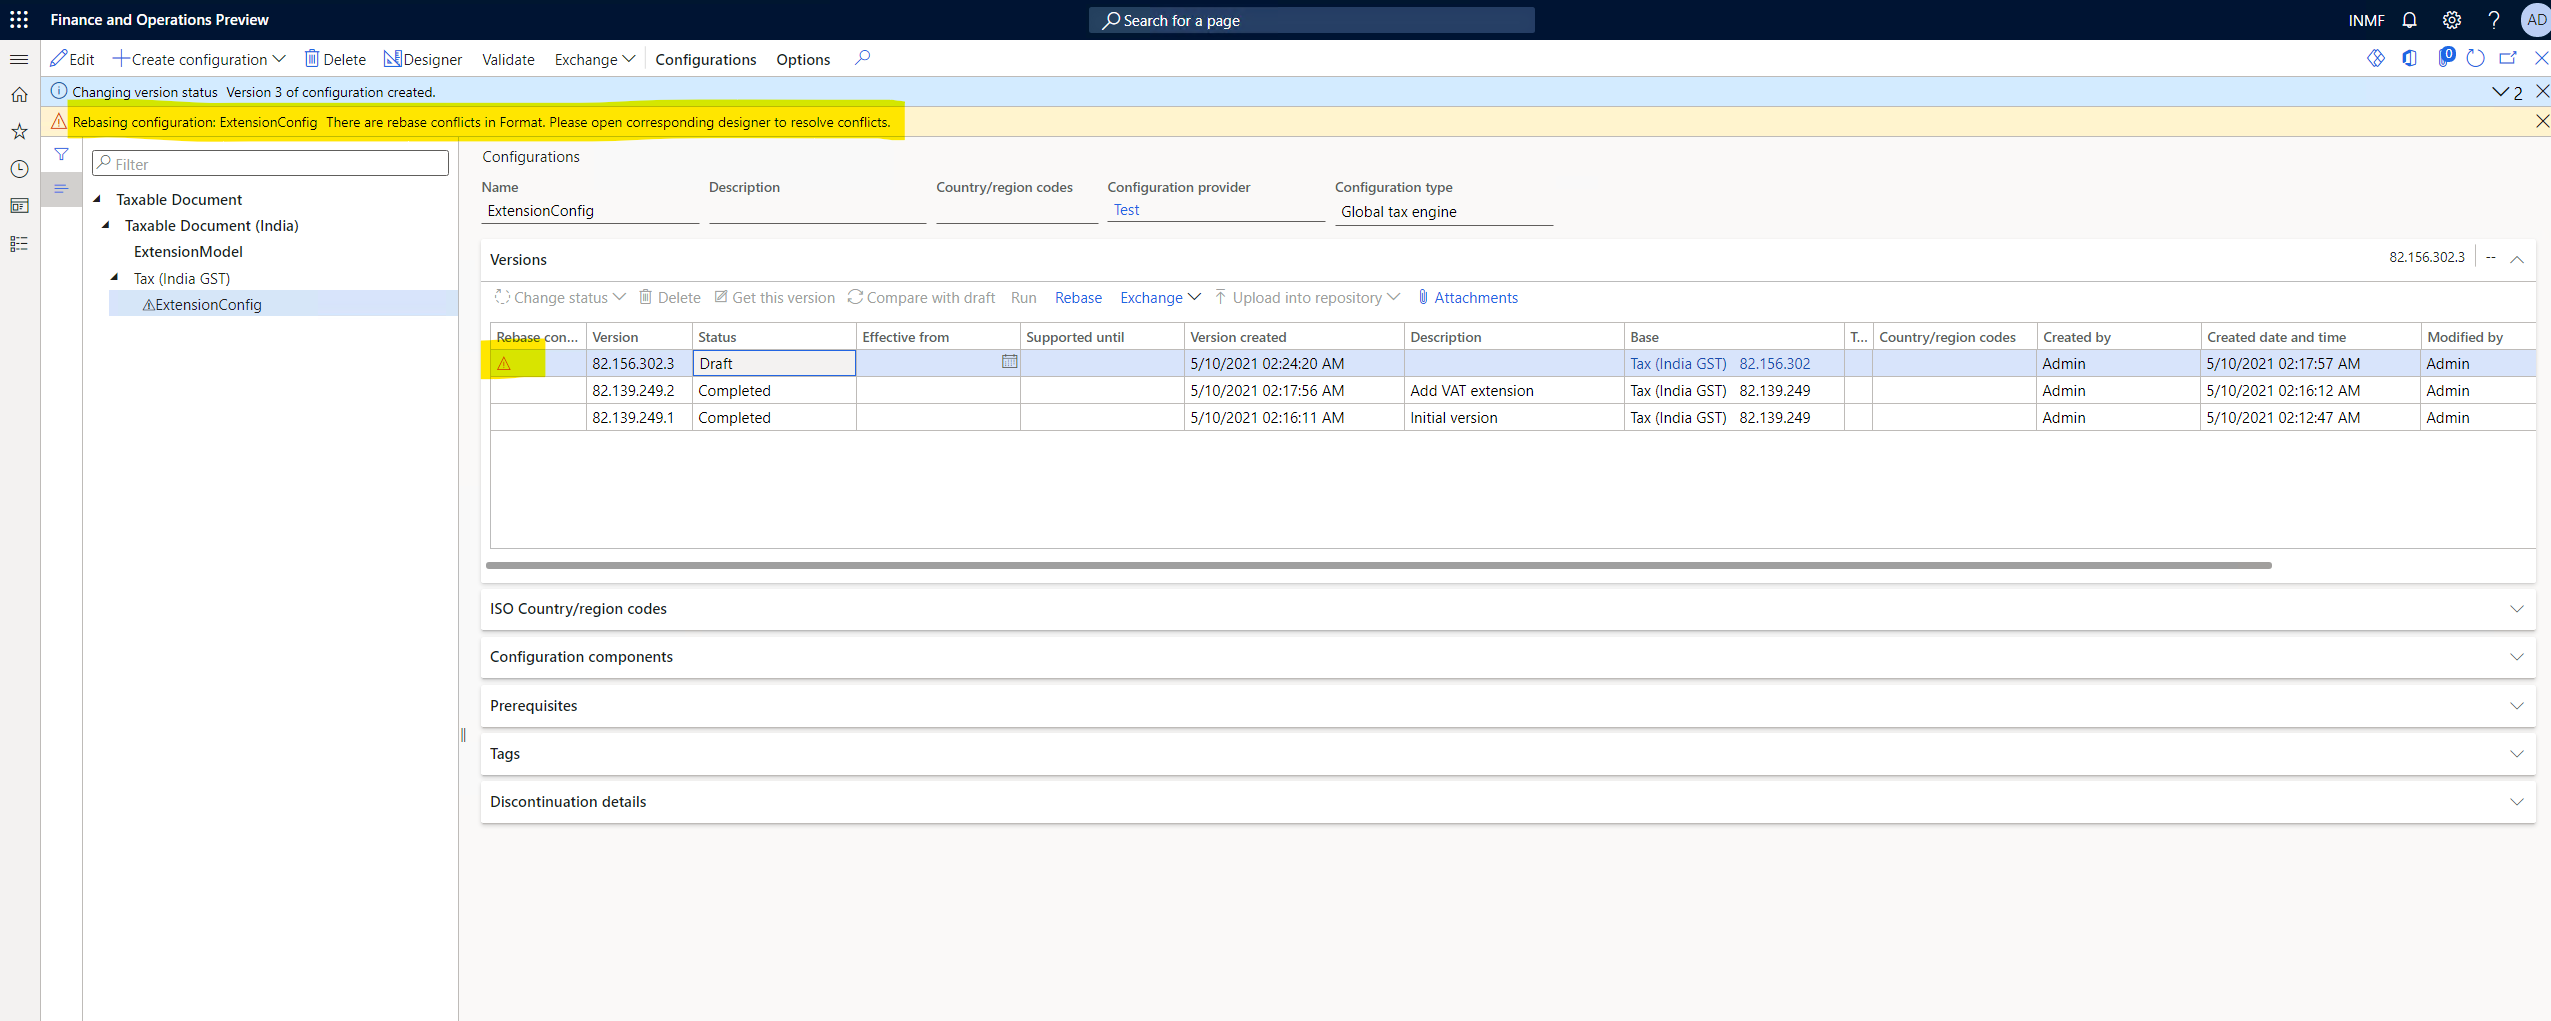 Finance and Operations Preview
Search for a page
INMF
?
AD
Edit
Create configuration
Delete
Designer
Validate
Exchange
Configurations
Options
0
Changing version status Version 3 of configuration created.
2
Rebasing configuration: ExtensionConfig There are rebase conflicts in Format. Please open corresponding designer to resolve conflicts.
Filter
Taxable Document
Taxable Document (India)
ExtensionModel
Tax (India GST)
ExtensionConfig
Configurations
Name Description Country/region codes Configuration provider Configuration type
ExtensionConfig Test Global tax engine
Versions
82.156.302.3 --
Change status Delete Get this version Compare with draft Run Rebase Exchange Upload into repository Attachments
Rebase con... Version Status Effective from Supported until Version created Description Base T... Country/region codes Created by Created date and time Modified by
82.156.302.3 Draft 5/10/2021 02:24:20 AM Tax (India GST) 82.156.302 Admin 5/10/2021 02:17:57 AM Admin
82.139.249.2 Completed 5/10/2021 02:17:56 AM Add VAT extension Tax (India GST) 82.139.249 Admin 5/10/2021 02:16:12 AM Admin
82.139.249.1 Completed 5/10/2021 02:16:11 AM Initial version Tax (India GST) 82.139.249 Admin 5/10/2021 02:12:47 AM Admin
ISO Country/region codes
Configuration components
Prerequisites
Tags
Discontinuation details